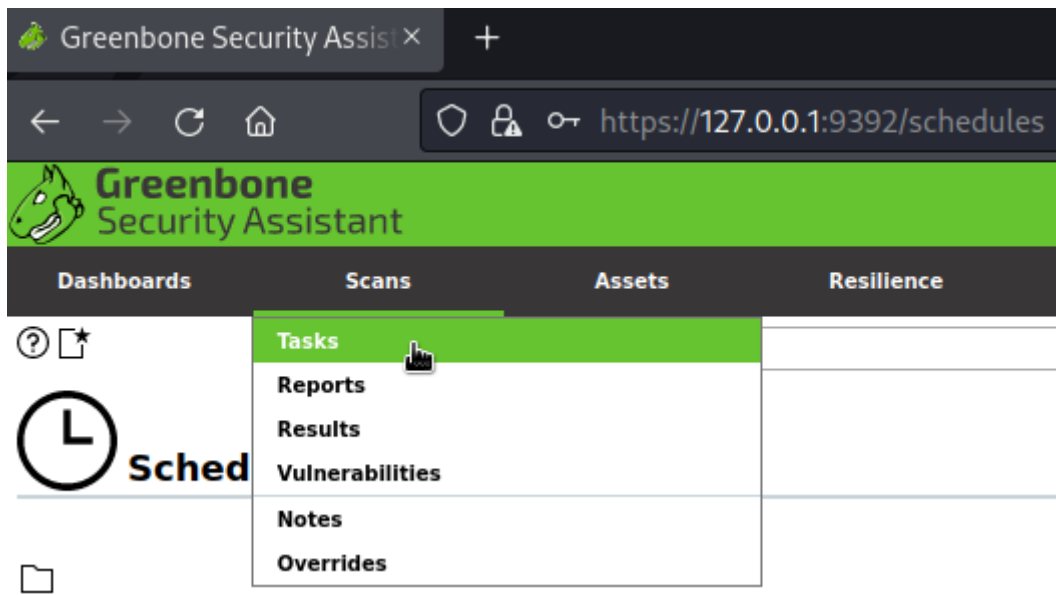 Greenbone Security Assist
https://127.0.0.1:9392/schedules
Greenbone
Security Assistant
Dashboards Scans Assets Resilience
Tasks
Reports
Results
Sched
Vulnerabilities
Notes
Overrides